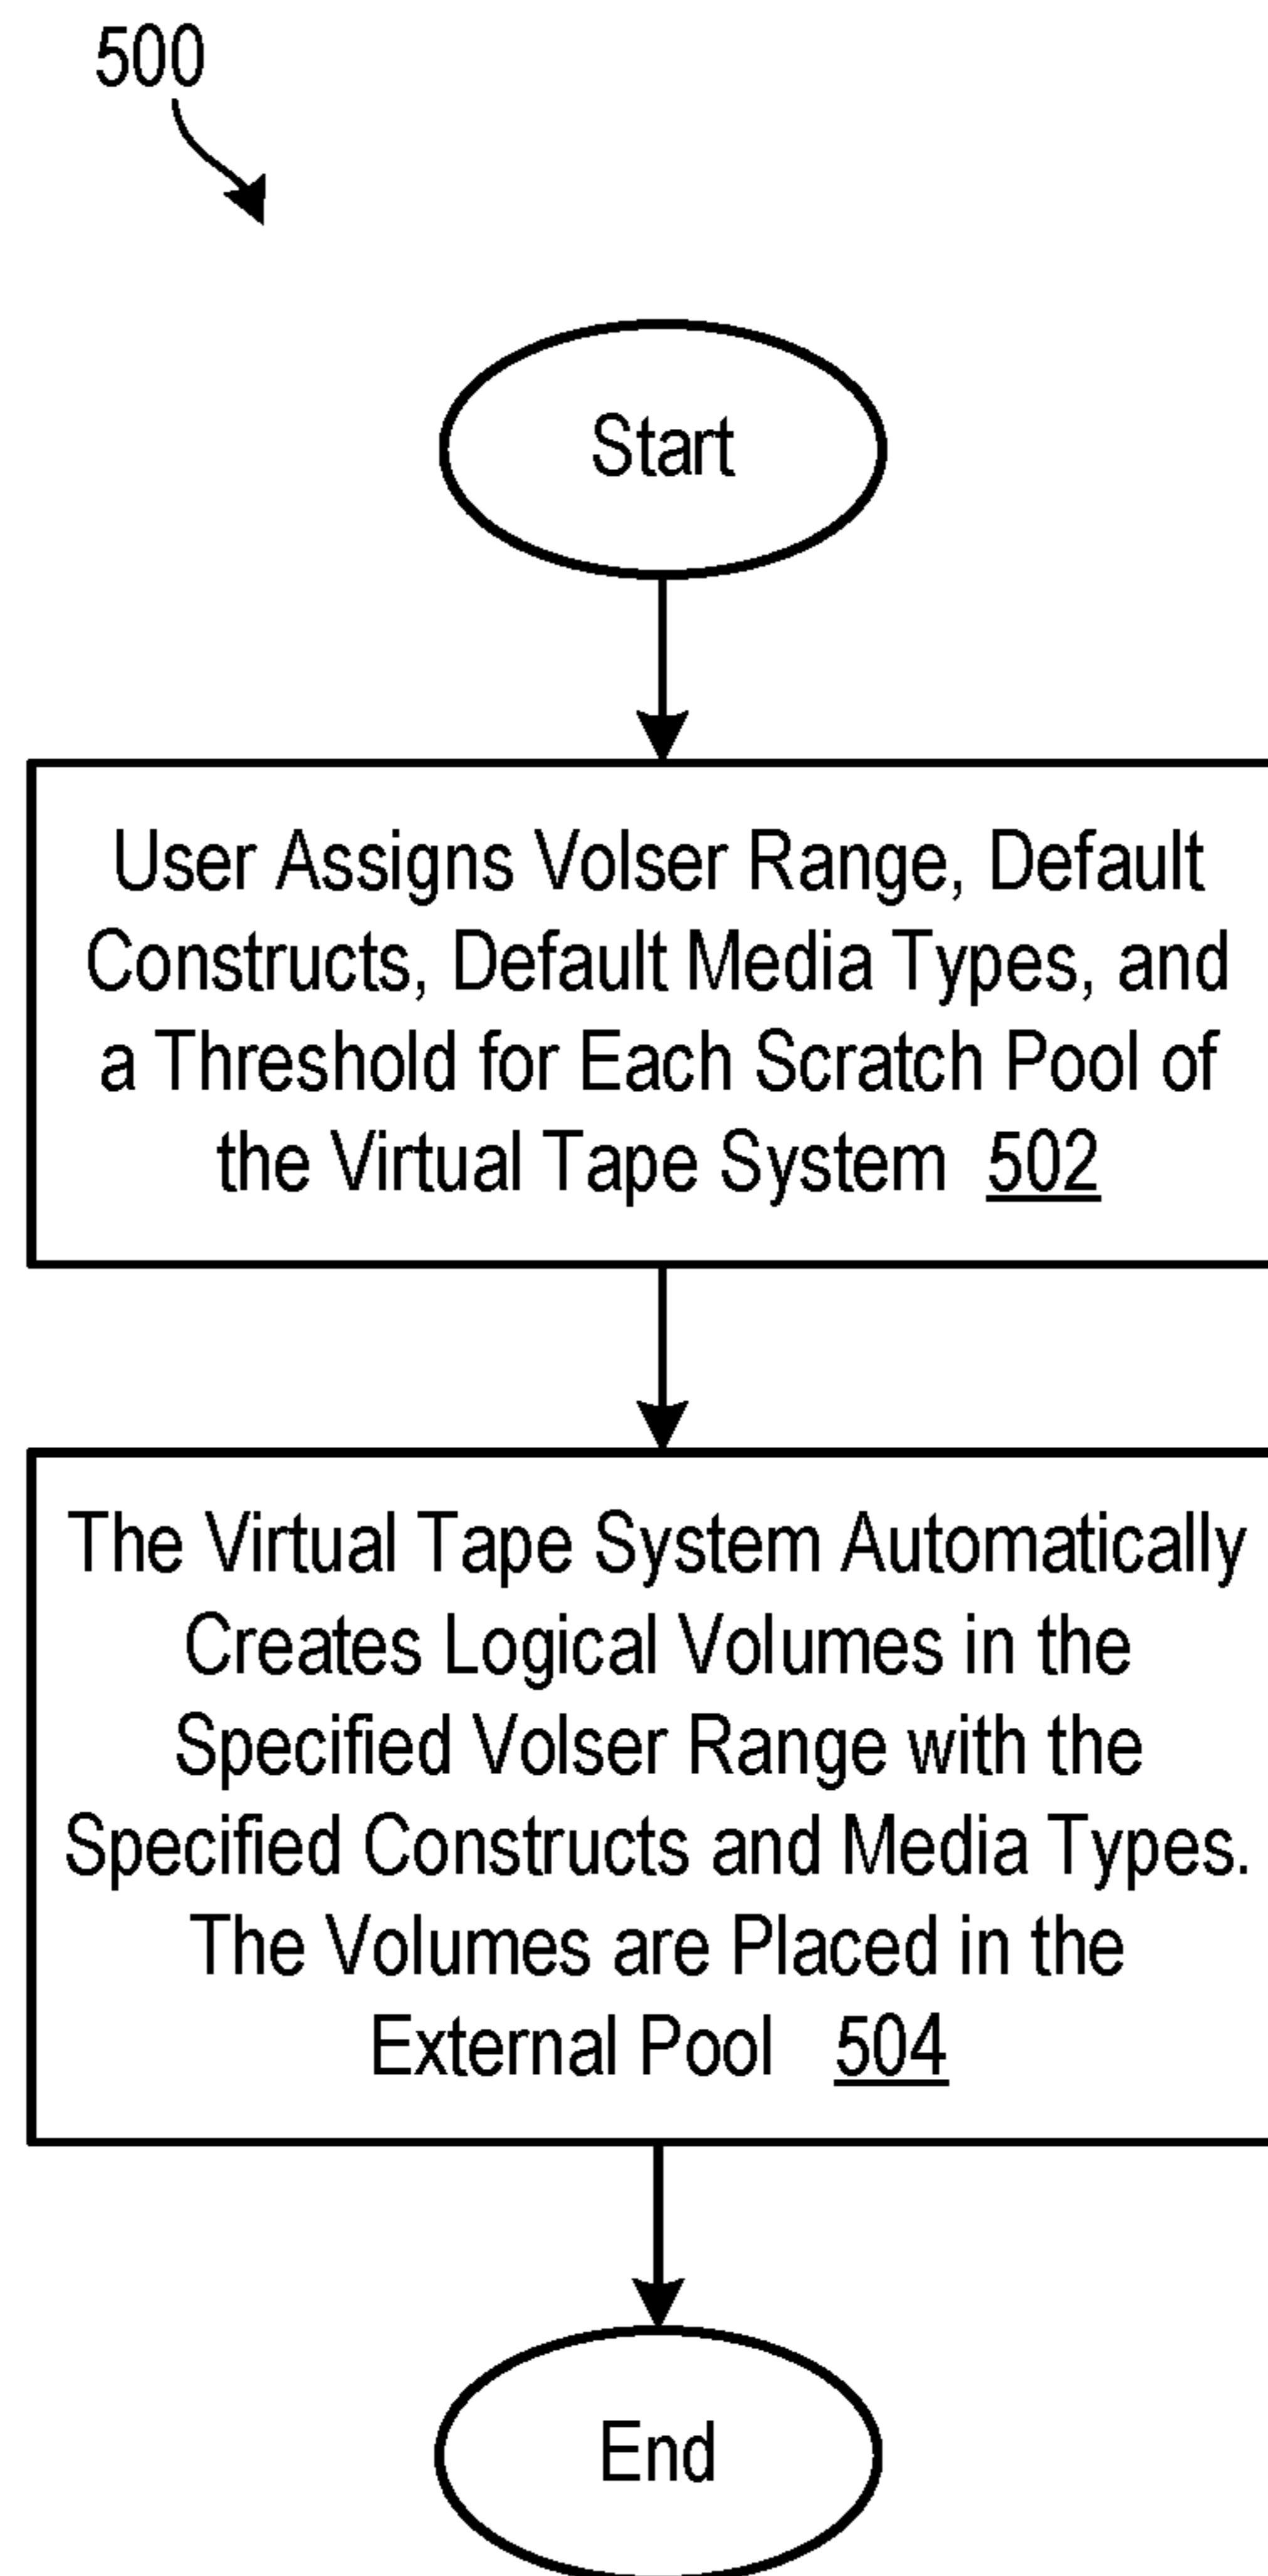 500
Start
User Assigns Volser Range, Default
Constructs, Default Media Types, and
a Threshold for Each Scratch Pool of
the Virtual Tape System 502
The Virtual Tape System Automatically
Creates Logical Volumes in the
Specified Volser Range with the
Specified Constructs and Media Types.
The Volumes are Placed in the
External Pool 504
End